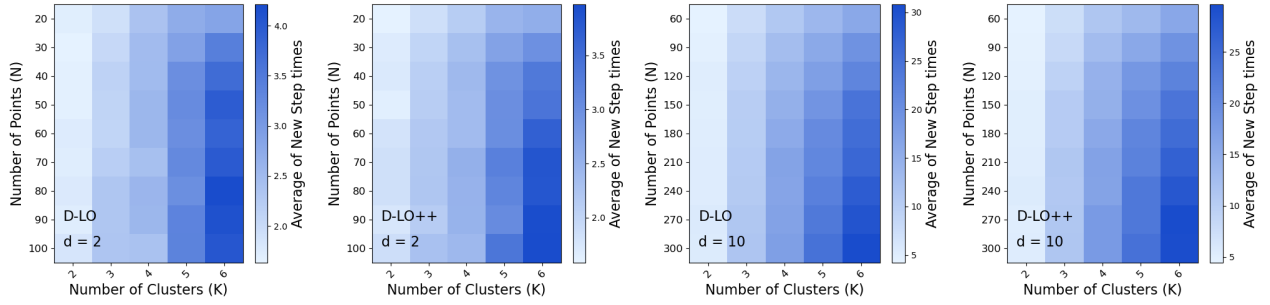 20
30
40
50
60
70
80
90
100
Number of Points (N)
D-LO
d = 2
2 3 4 5 6
Number of Clusters (K)
4.0
3.5
3.0
2.5
2.0
Average of New Step times
20
30
40
50
60
70
80
90
100
Number of Points (N)
D-LO++
d = 2
2 3 4 5 6
Number of Clusters (K)
3.5
3.0
2.5
2.0
Average of New Step times
60
90
120
150
180
210
240
270
300
Number of Points (N)
D-LO
d = 10
2 3 4 5 6
Number of Clusters (K)
30
25
20
15
10
5
Average of New Step times
60
90
120
150
180
210
240
270
300
Number of Points (N)
D-LO++
d = 10
2 3 4 5 6
Number of Clusters (K)
25
20
15
10
5
Average of New Step times